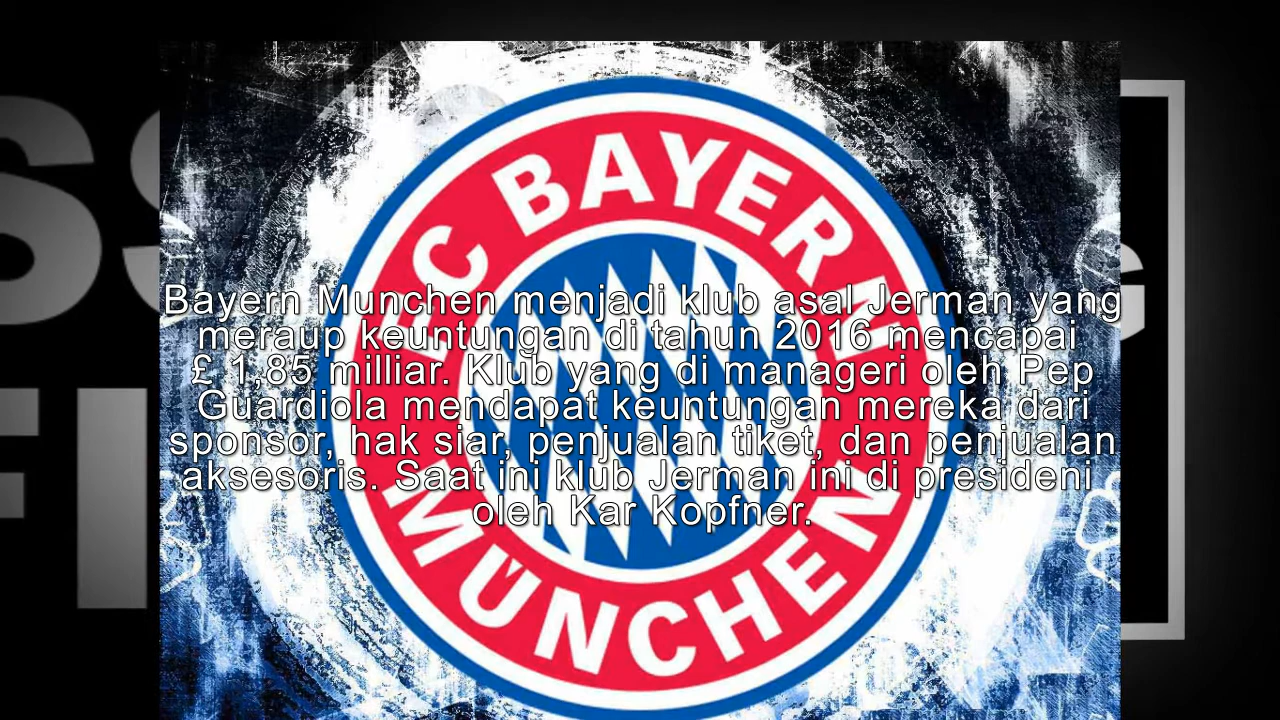 FC BAYERN
Bayern Munchen menjadi klub asal Jerman yang
meraup keuntungan di tahun 2016 mencapai
£ 1,85 milliar. Klub yang di manageri oleh Pep
Guardiola mendapat keuntungan mereka dari
sponsor, hak siar, penjualan tiket, dan penjualan
aksesoris. Saat ini klub Jerman ini di presideni
oleh Kar Kopfner.
MÜNCHEN